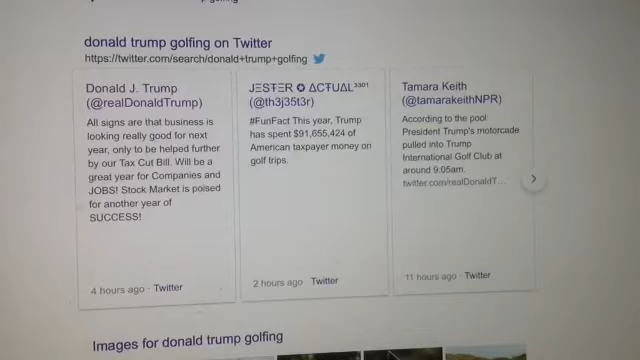 donald trump golfing on Twitter
https://twitter.com/search/donald+trump+golfing
Donald J. Trump
(@realDonaldTrump)
All signs are that business is
looking really good for next
year, only to be helped further
by our Tax Cut Bill. Will be a
great year for Companies and
JOBS! Stock Market is poised
for another year of
SUCCESS!
4 hours ago · Twitter
JΞSŦΞR ✪ ΔCŦUΔL³³⁰¹
(@th3j35t3r)
#FunFact This year, Trump
has spent $91,655,424 of
American taxpayer money on
golf trips.
2 hours ago Twitter
Tamara Keith
(@tamarakeithNPR)
According to the pool
President Trump's motorcade
pulled into Trump
International Golf Club at
around 9:05am.
twitter.com/realDonaldT...
11 hours ago · Twitter
Images for donald trump golfing